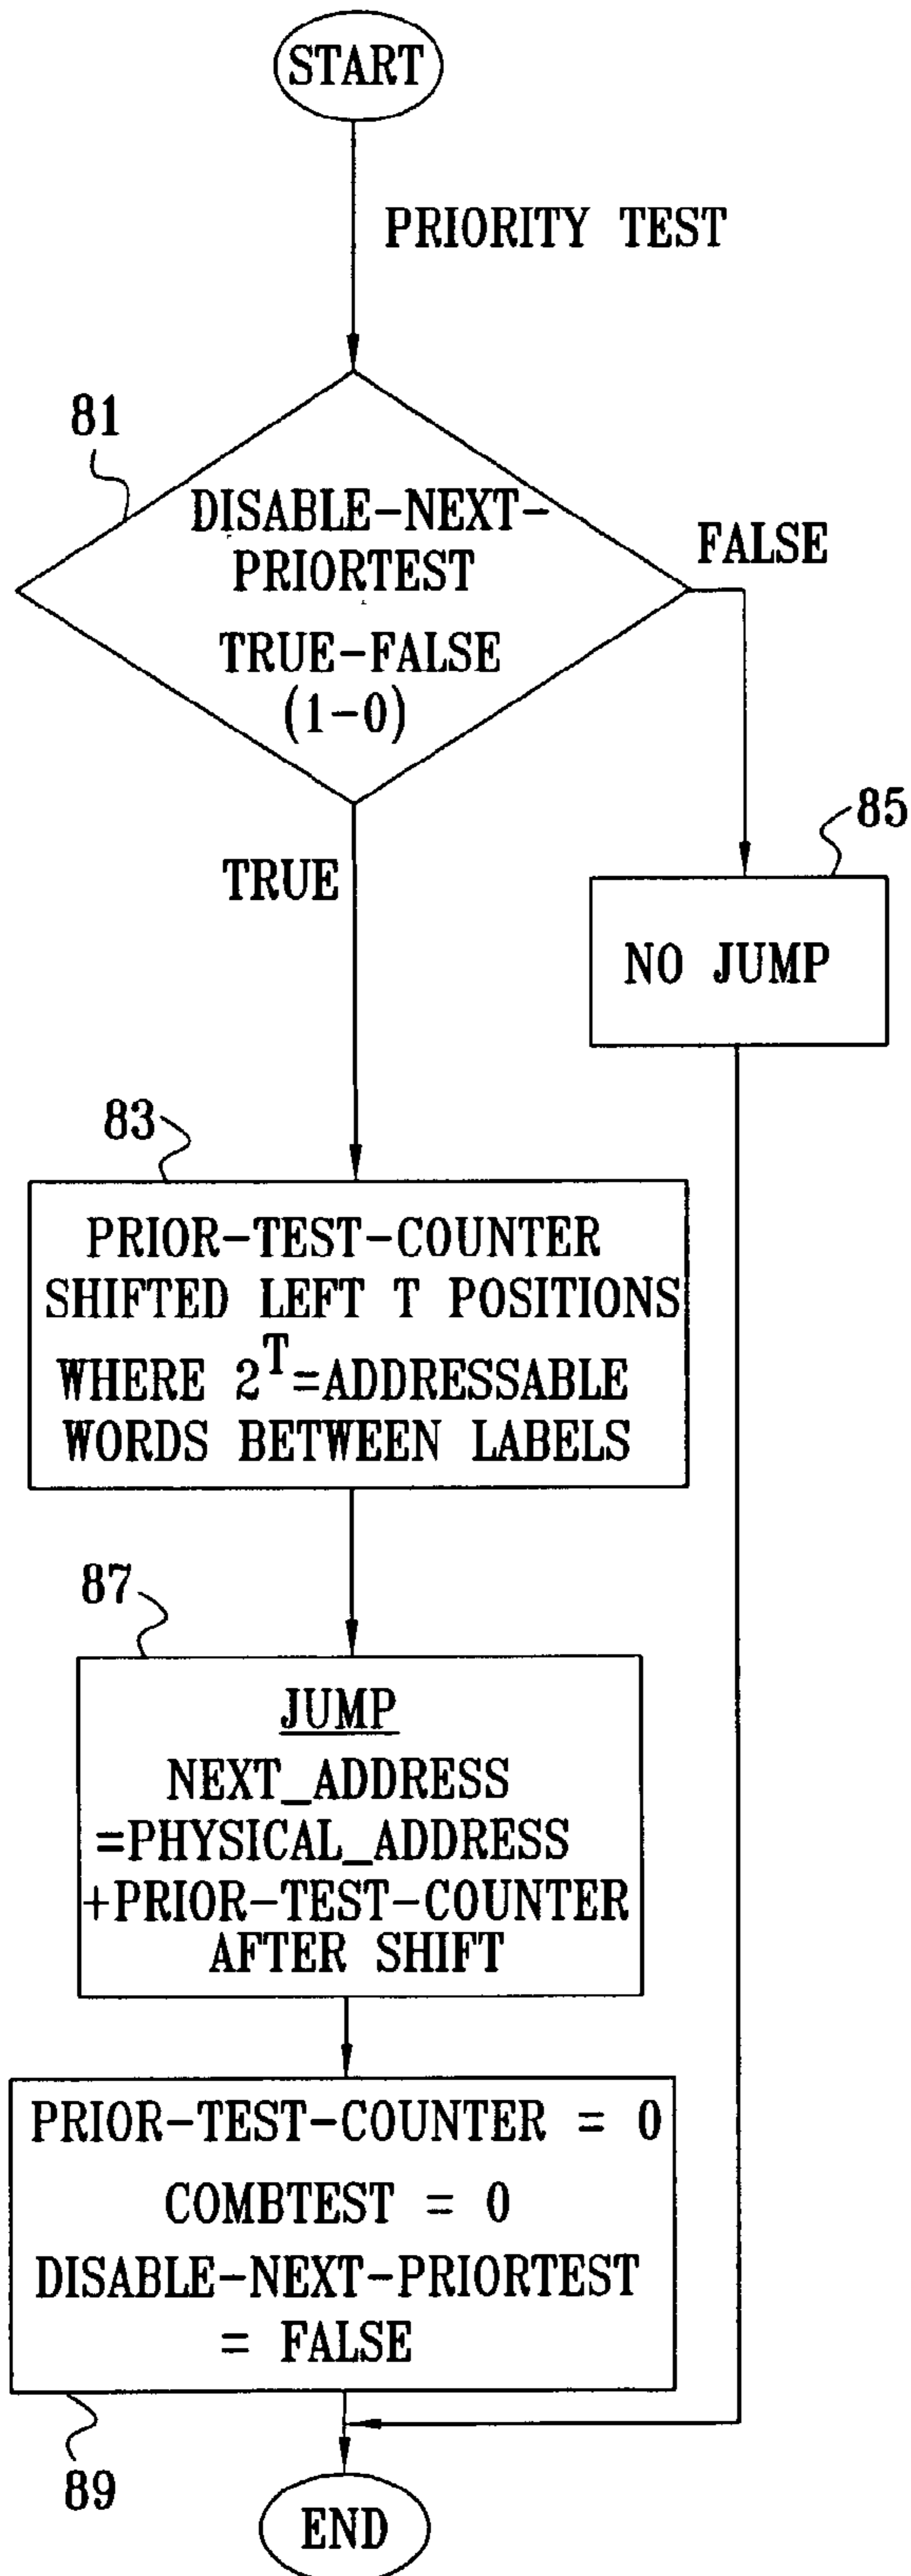 START
PRIORITY TEST
81
DISABLE-NEXT-
PRIORTEST
TRUE-FALSE
(1-0)
FALSE
TRUE
85
NO JUMP
83
PRIOR-TEST-COUNTER
SHIFTED LEFT T POSITIONS
WHERE 2^T=ADDRESSABLE
WORDS BETWEEN LABELS
87
JUMP
NEXT_ADDRESS
=PHYSICAL_ADDRESS
+PRIOR-TEST-COUNTER
AFTER SHIFT
PRIOR-TEST-COUNTER = 0
COMBTEST = 0
DISABLE-NEXT-PRIORTEST
= FALSE
89
END